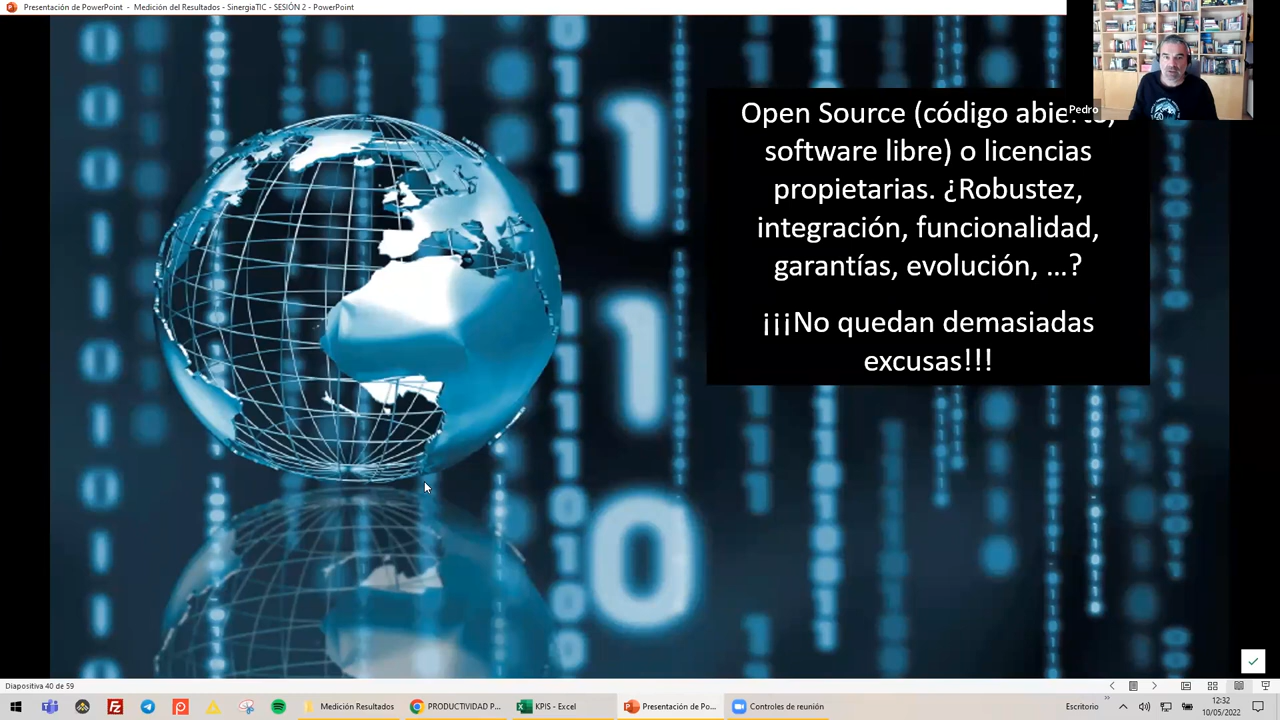 Presentación de PowerPoint - Medición del Resultados - SinergiaTIC - SESIÓN 2 - PowerPoint
Pedro
Open Source (código abierto,
software libre) o licencias
propietarias. ¿Robustez,
integración, funcionalidad,
garantías, evolución, ...?
¡¡¡No quedan demasiadas
excusas!!!
Diapositiva 40 de 59
Medición Resultados
PRODUCTIVIDAD P...
KPIS - Excel
Presentación de Po...
Controles de reunión
Escritorio
12:32
10/05/2022